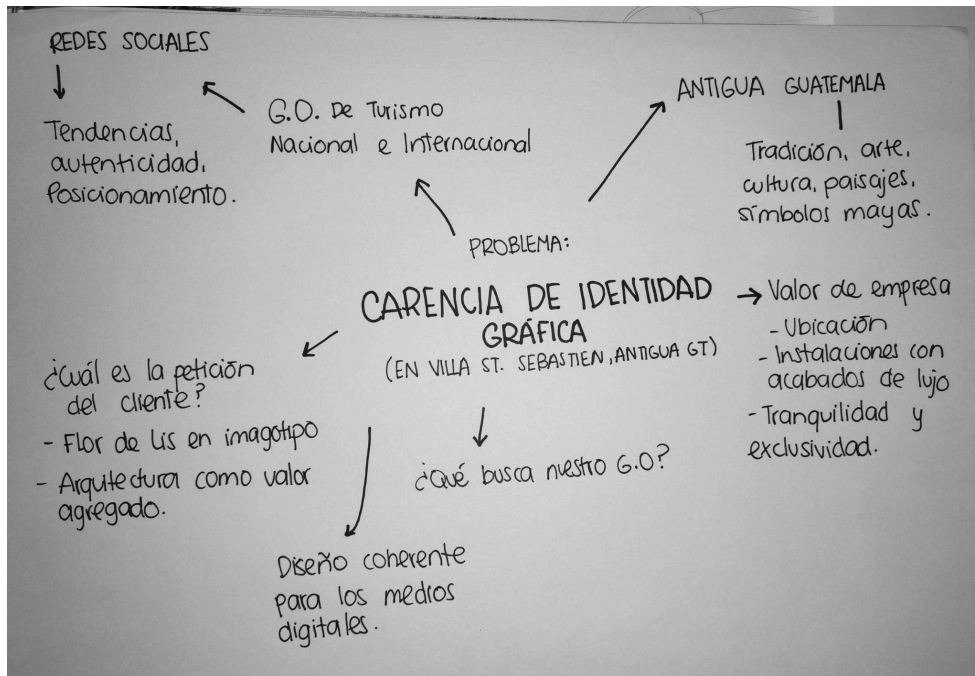 REDES SOCIALES
Tendencias,
autenticidad,
Posicionamiento.
G.O. De Turismo
Nacional e Internacional
ANTIGUA GUATEMALA
Tradición, arte,
cultura, paisajes,
símbolos mayas.
PROBLEMA:
CARENCIA DE IDENTIDAD
GRÁFICA
(EN VILLA ST. SEBASTIEN, ANTIGUA GT)
Valor de empresa
- Ubicación
- Instalaciones con
acabados de lujo
- Tranquilidad y
exclusividad.
¿Cuál es la petición
del cliente?
- Flor de Lis en imagotipo
- Arquitectura como valor
agregado.
¿Qué busca nuestro G.O?
Diseño coherente
para los medios
digitales.